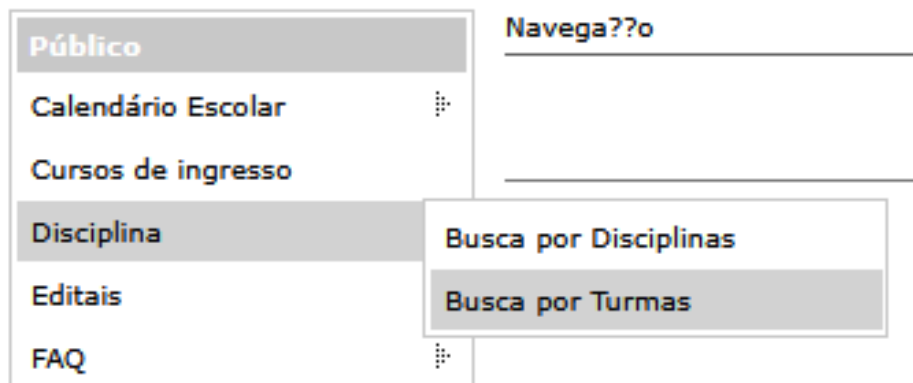 Público
Calendário Escolar
Cursos de ingresso
Disciplina
Editais
FAQ
Busca por Disciplinas
Busca por Turmas
Navega??o